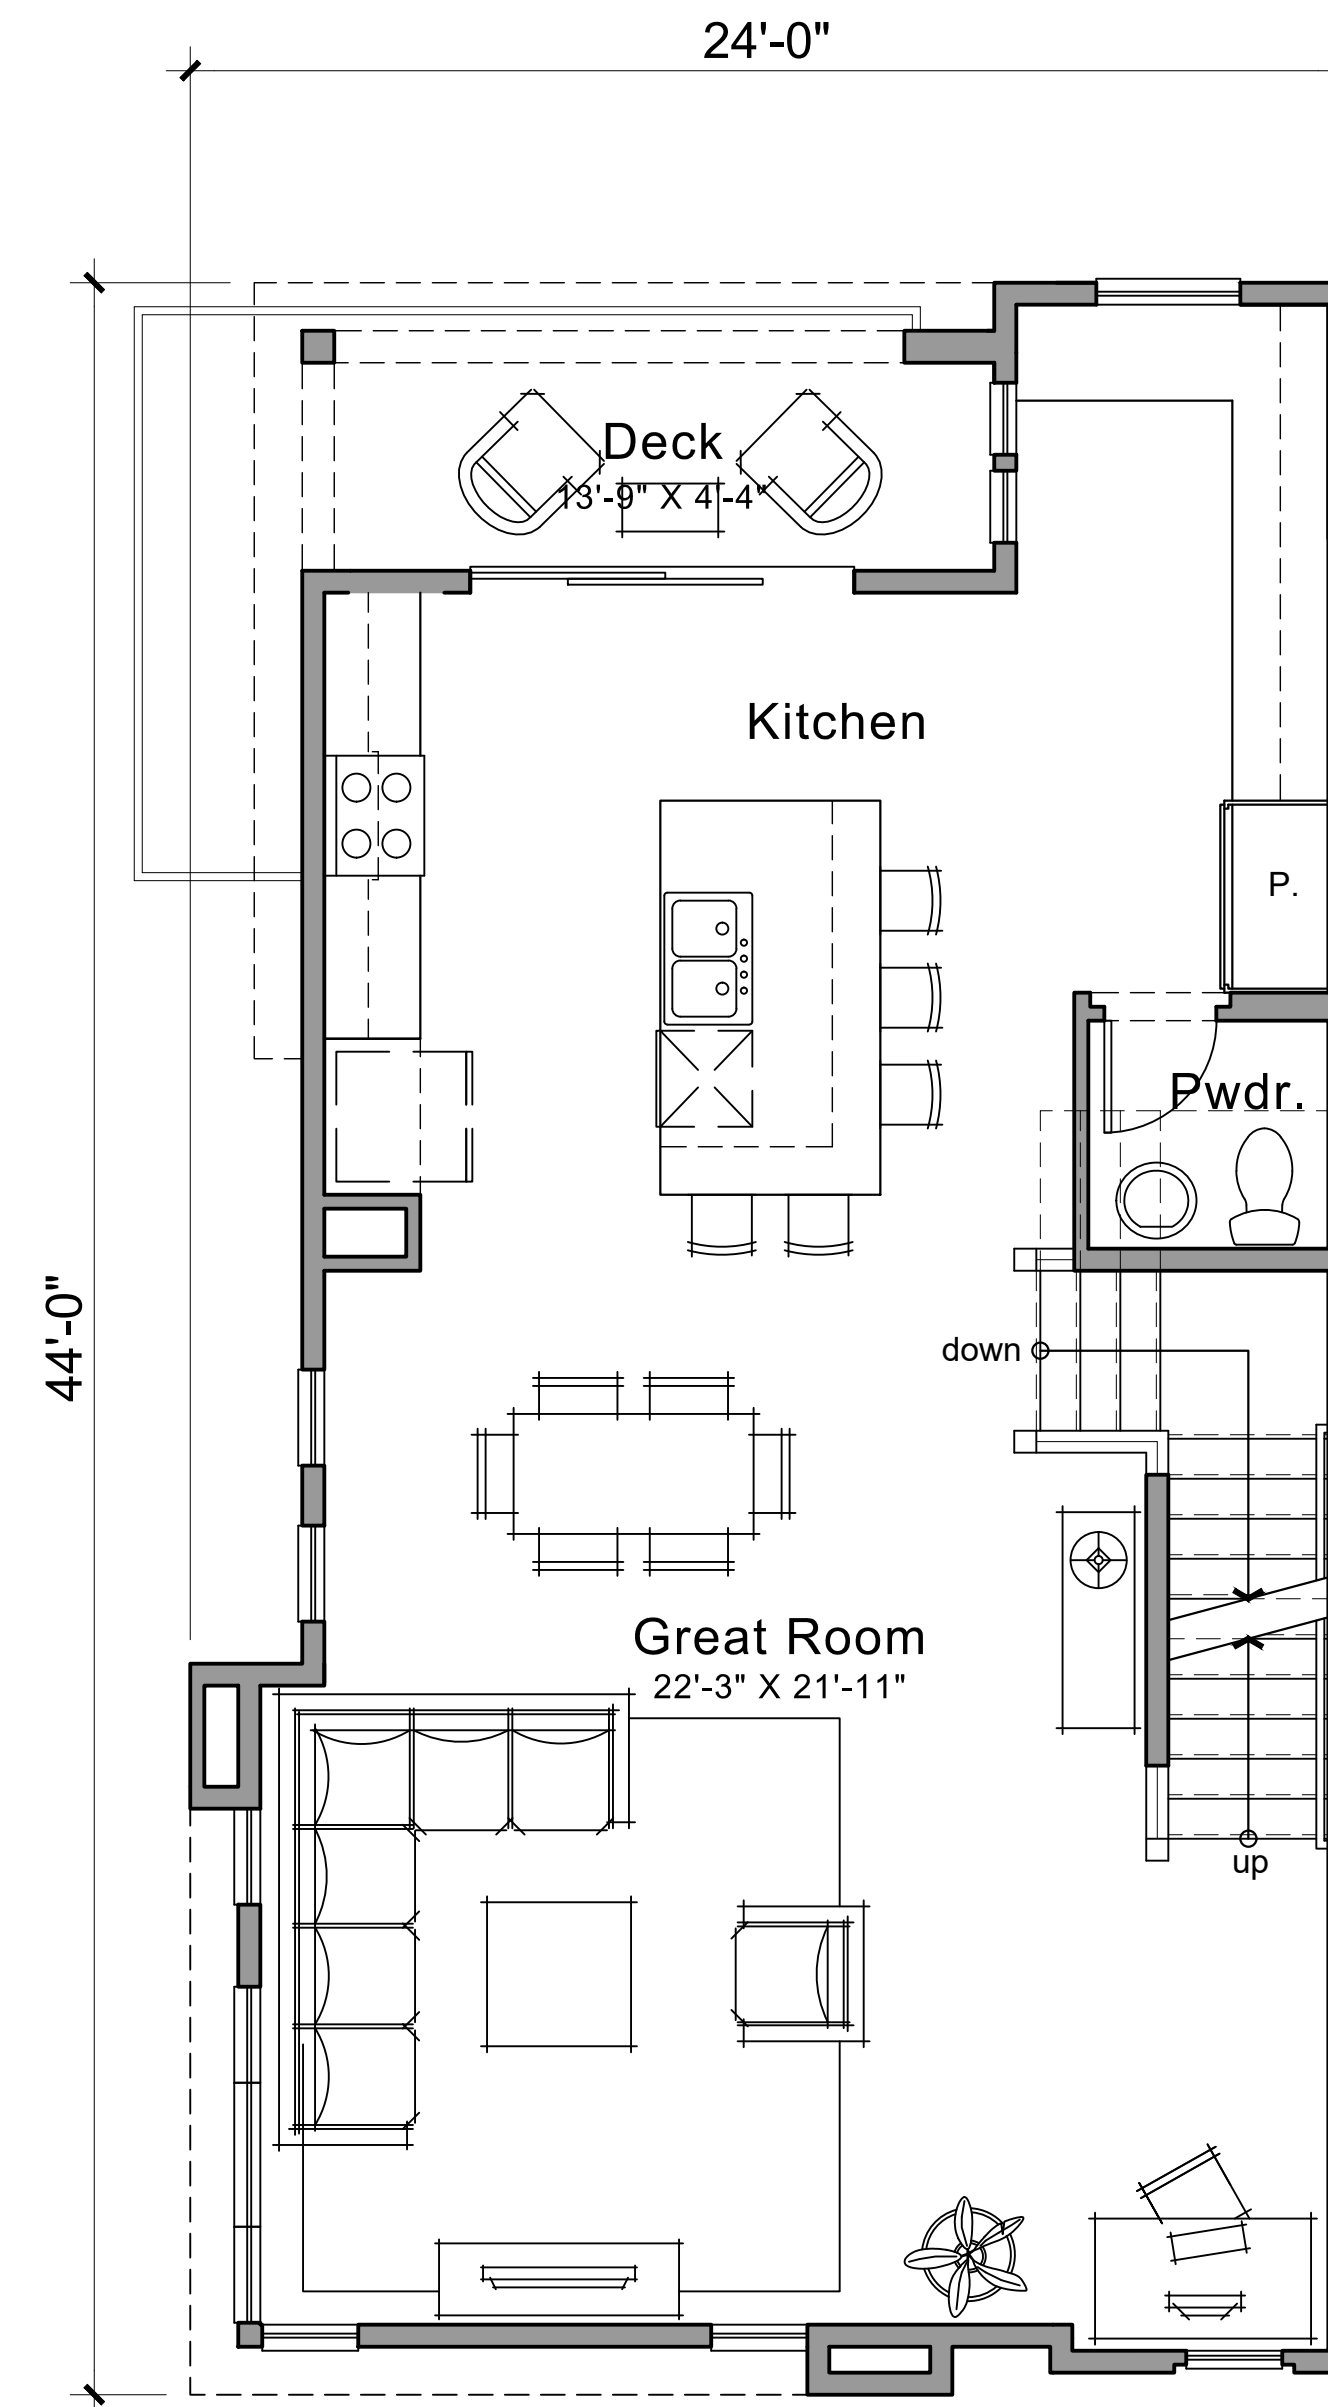 24'-0"
Deck
13'-9" X 4'-4"
Kitchen
P.
Pwdr.
44'-0"
down
Great Room
22'-3" X 21'-11"
up